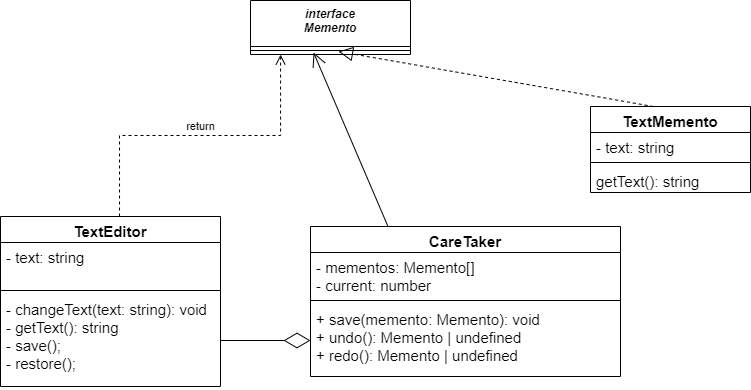 interface
Memento
return
TextMemento
- text: string
getText(): string
TextEditor
- text: string
- changeText(text: string): void
- getText(): string
- save();
- restore();
CareTaker
- mementos: Memento[]
- current: number
+ save(memento: Memento): void
+ undo(): Memento | undefined
+ redo(): Memento | undefined